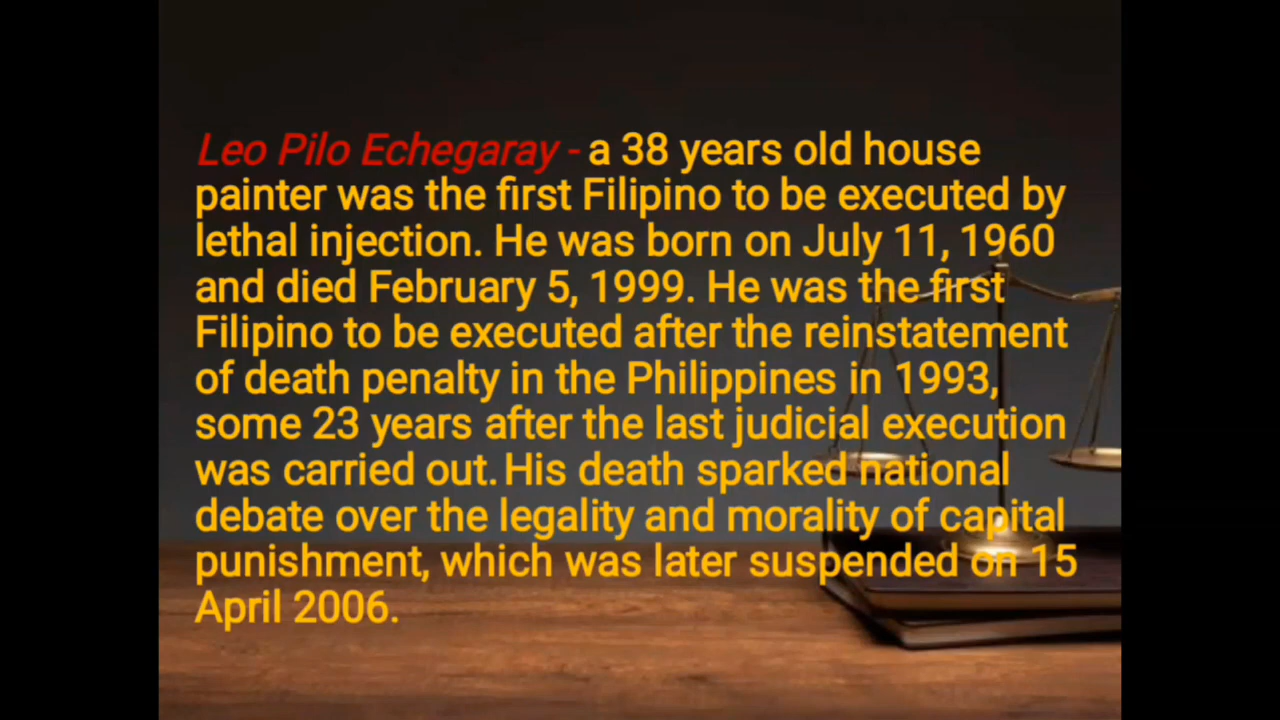 Leo Pilo Echegaray - a 38 years old house
painter was the first Filipino to be executed by
lethal injection. He was born on July 11, 1960
and died February 5, 1999. He was the first
Filipino to be executed after the reinstatement
of death penalty in the Philippines in 1993,
some 23 years after the last judicial execution
was carried out. His death sparked national
debate over the legality and morality of capital
punishment, which was later suspended on 15
April 2006.